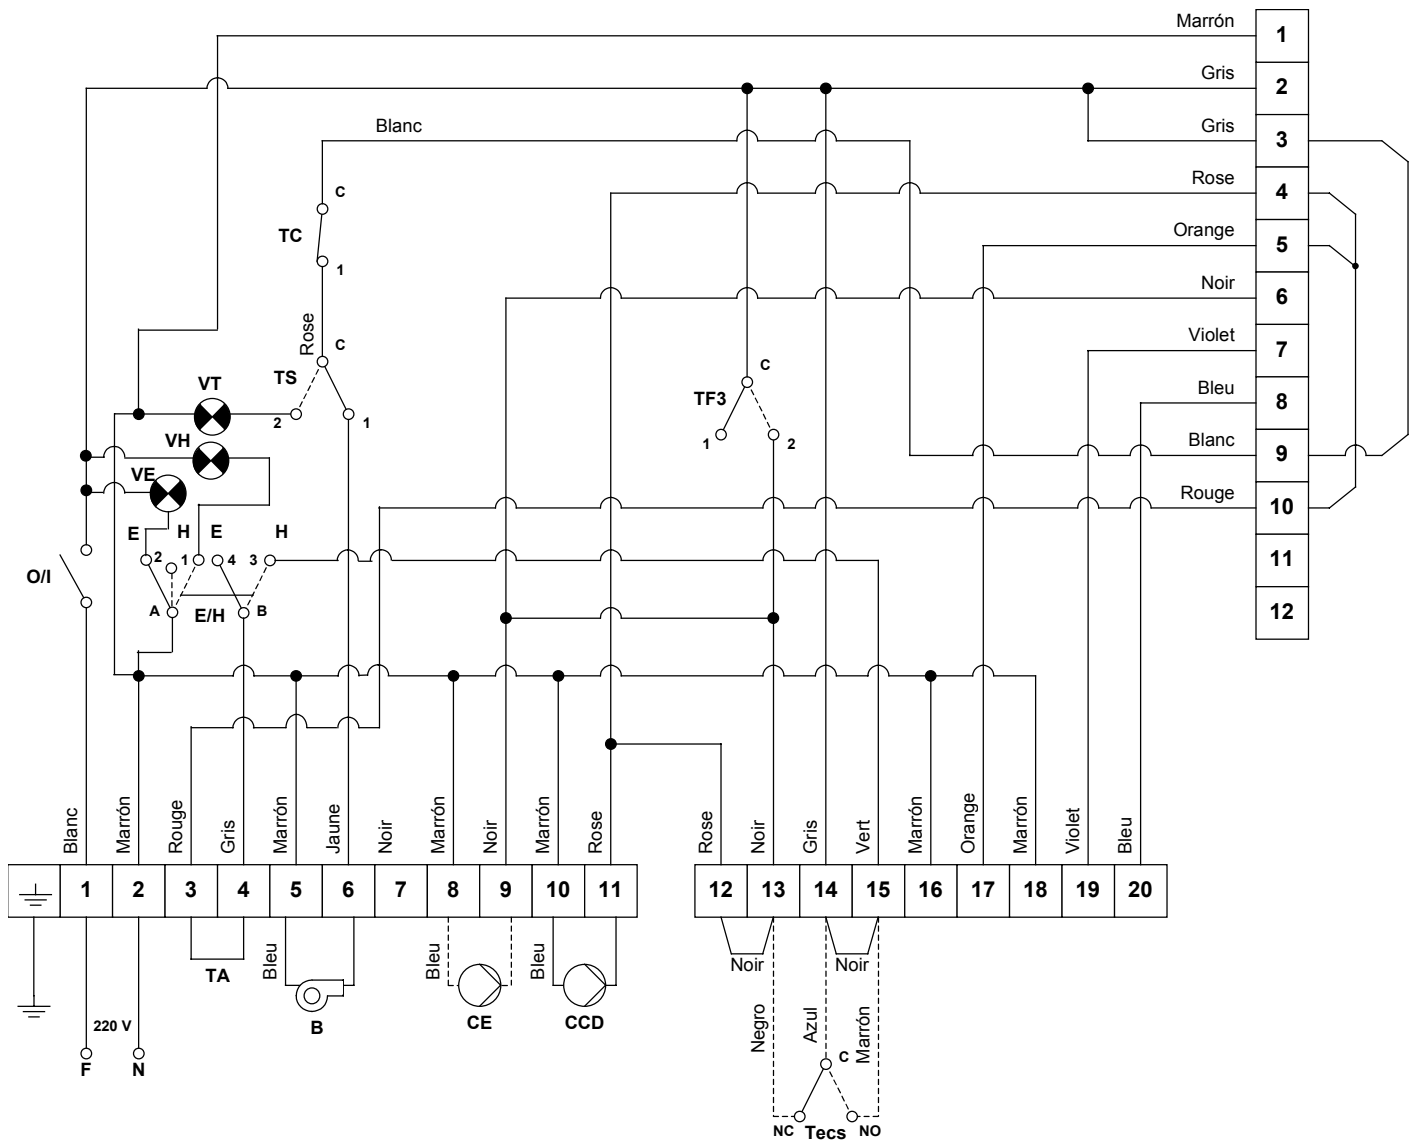 Marrón
1
Gris
2
Blanc
Gris
3
C
Rose
4
TC
Orange
5
1
Noir
6
Rose
C
Violet
7
VT
TS
C
TF3
Bleu
8
2
1
1
2
VH
Blanc
9
VE
Rouge
10
E
H
E
H
2
1
4
3
11
O/I
A
E/H
B
12
Blanc
Marrón
Rouge
Gris
Marrón
Jaune
Noir
Marrón
Noir
Marrón
Rose
Rose
Noir
Gris
Vert
Marrón
Orange
Marrón
Violet
Bleu
1
2
3
4
5
6
7
8
9
10
11
12
13
14
15
16
17
18
19
20
TA
Bleu
Bleu
Bleu
Noir
Noir
220 V
B
CE
CCD
Negro
Azul
Marrón
F
N
C
NC
Tecs
NO